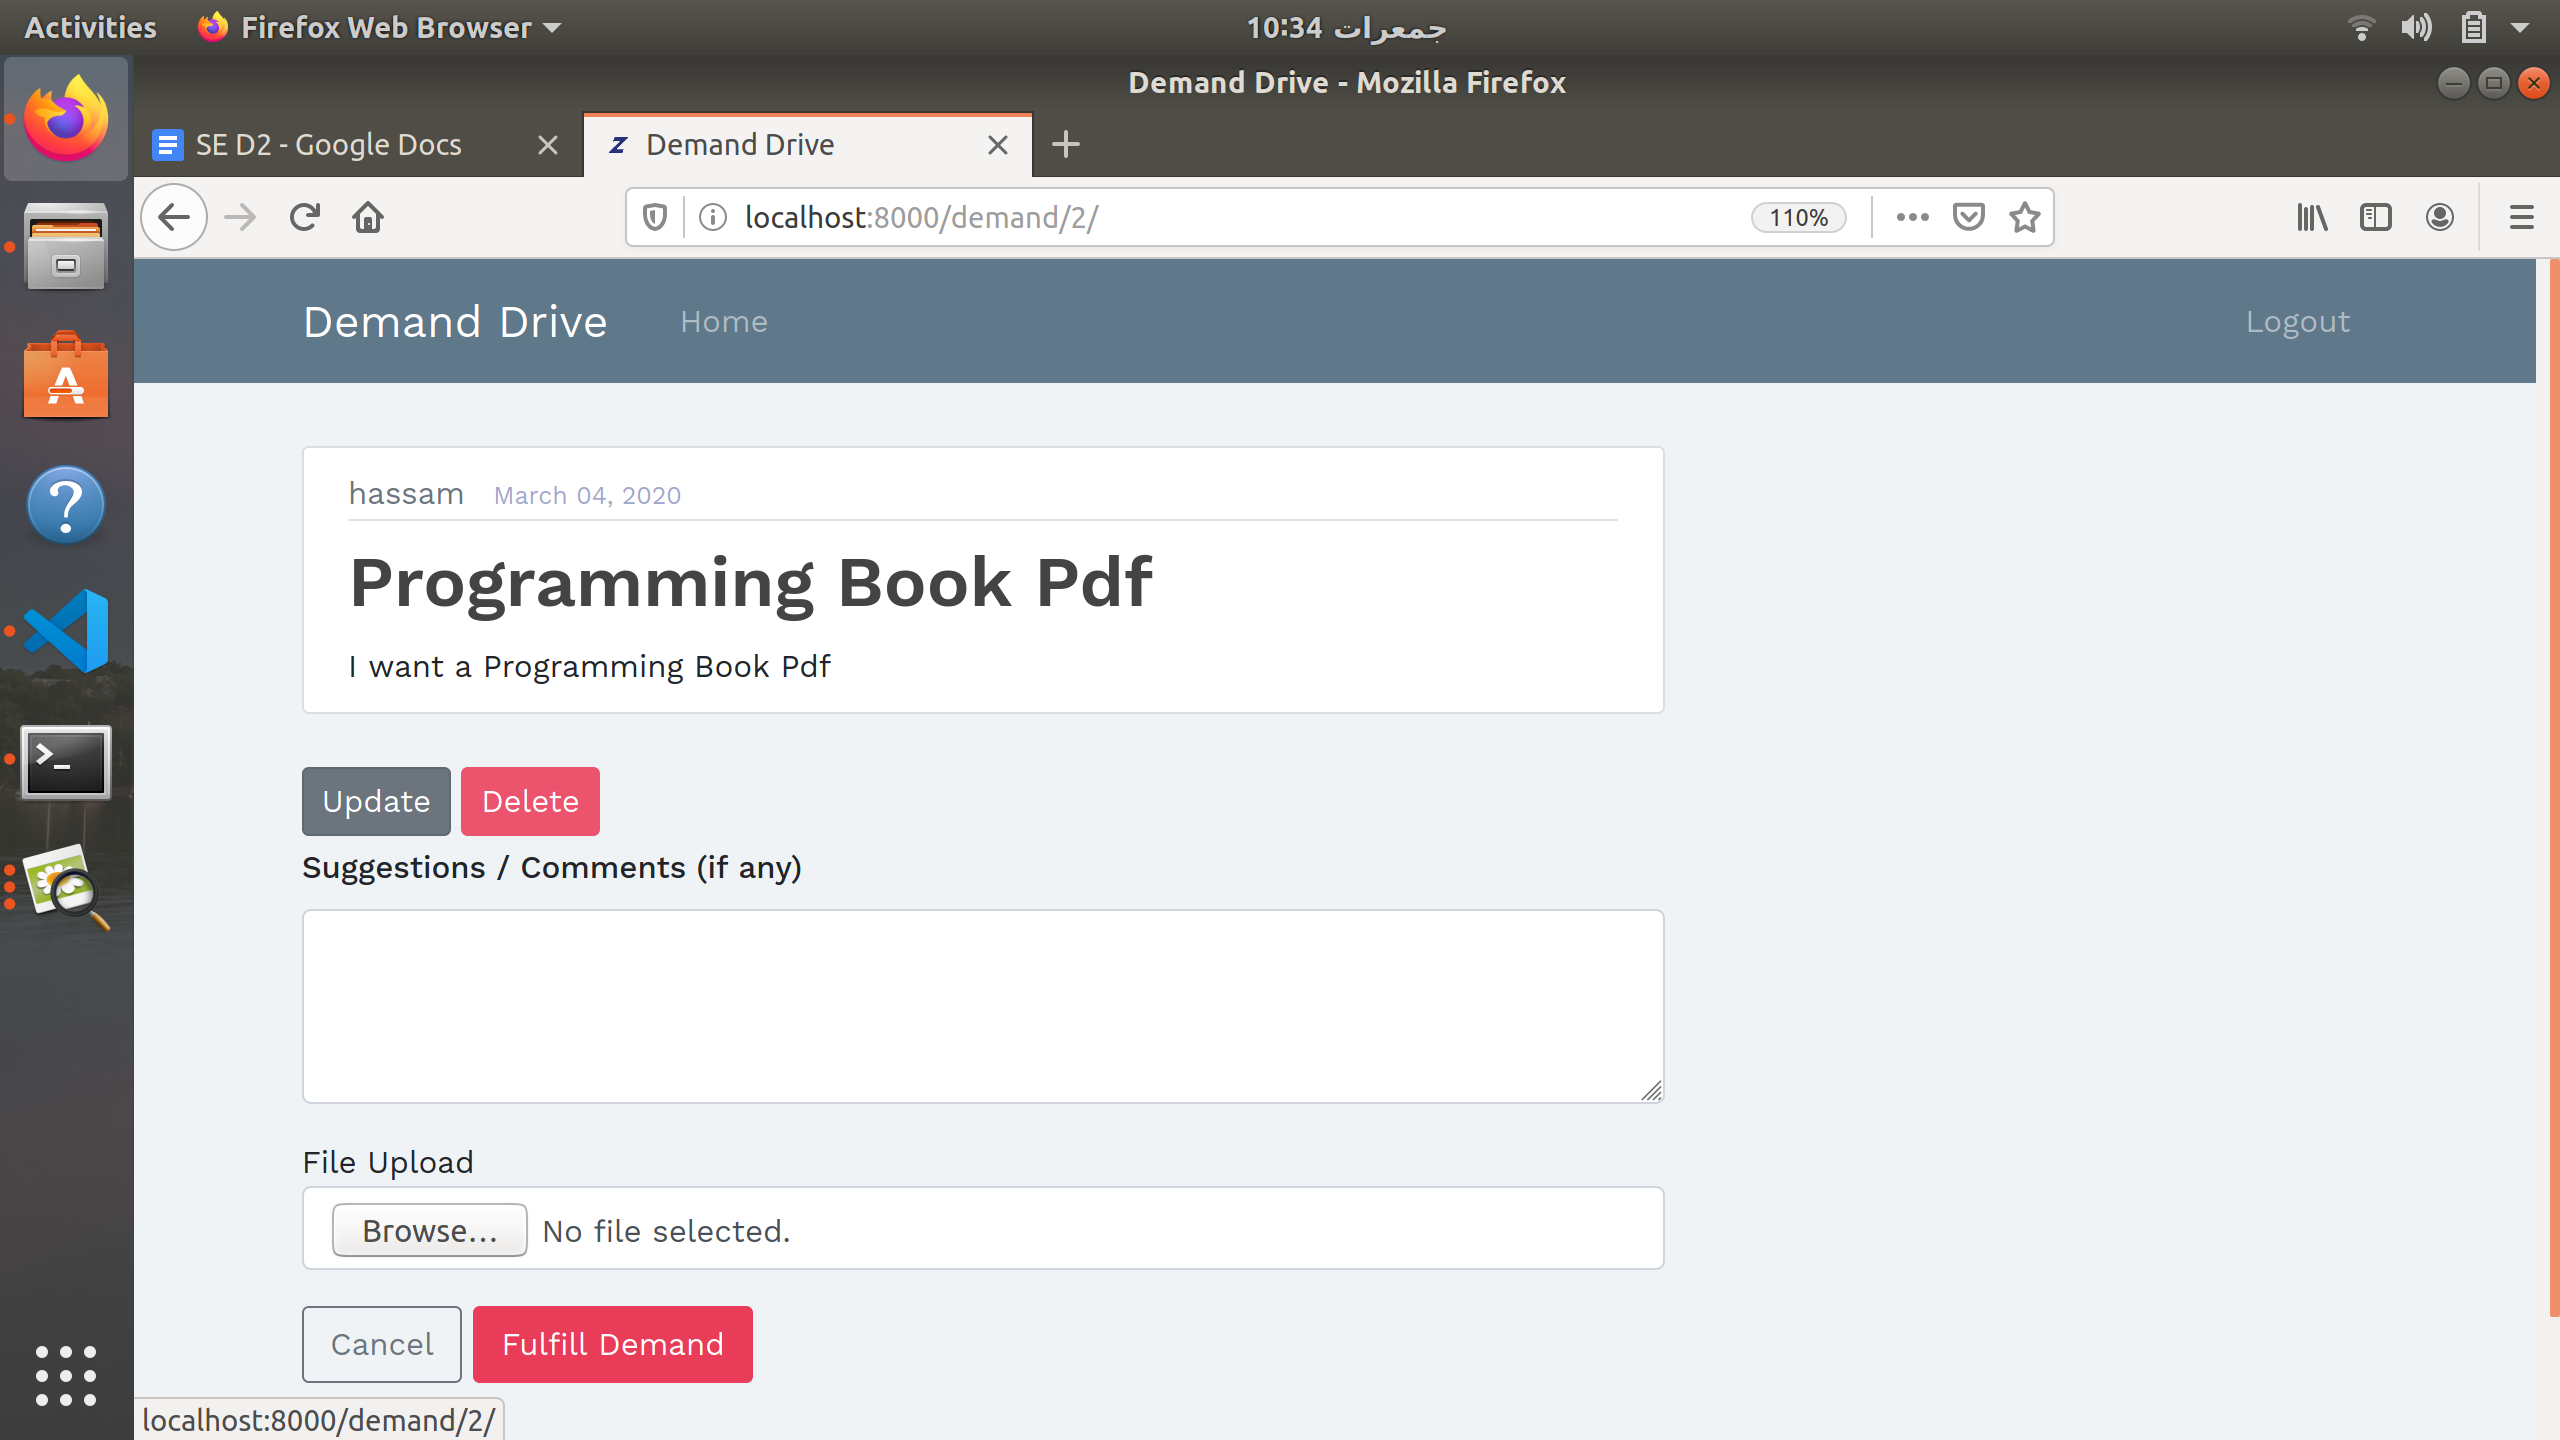 Activities Firefox Web Browser جمعرات 10:34
Demand Drive - Mozilla Firefox
SE D2 - Google Docs Demand Drive
localhost:8000/demand/2/ 110%
Demand Drive Home Logout
hassam March 04, 2020
Programming Book Pdf
I want a Programming Book Pdf
Update Delete
Suggestions / Comments (if any)
File Upload
Browse... No file selected.
Cancel Fulfill Demand
localhost:8000/demand/2/